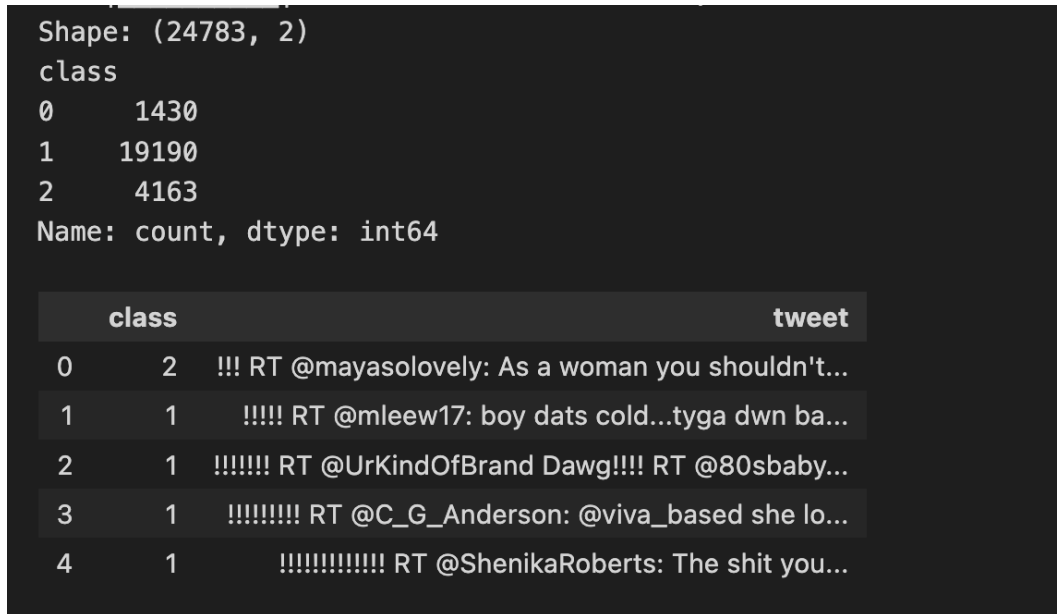 Shape: (24783, 2)
class
0 1430
1 19190
2 4163
Name: count, dtype: int64
class tweet
0 2 !!! RT @mayasolovely: As a woman you shouldn't...
1 1 !!!!! RT @mleew17: boy dats cold...tyga dwn ba...
2 1 !!!!!!! RT @UrKindOfBrand Dawg!!!! RT @80sbaby...
3 1 !!!!!!!!! RT @C_G_Anderson: @viva_based she lo...
4 1 !!!!!!!!!!!!! RT @ShenikaRoberts: The shit you...